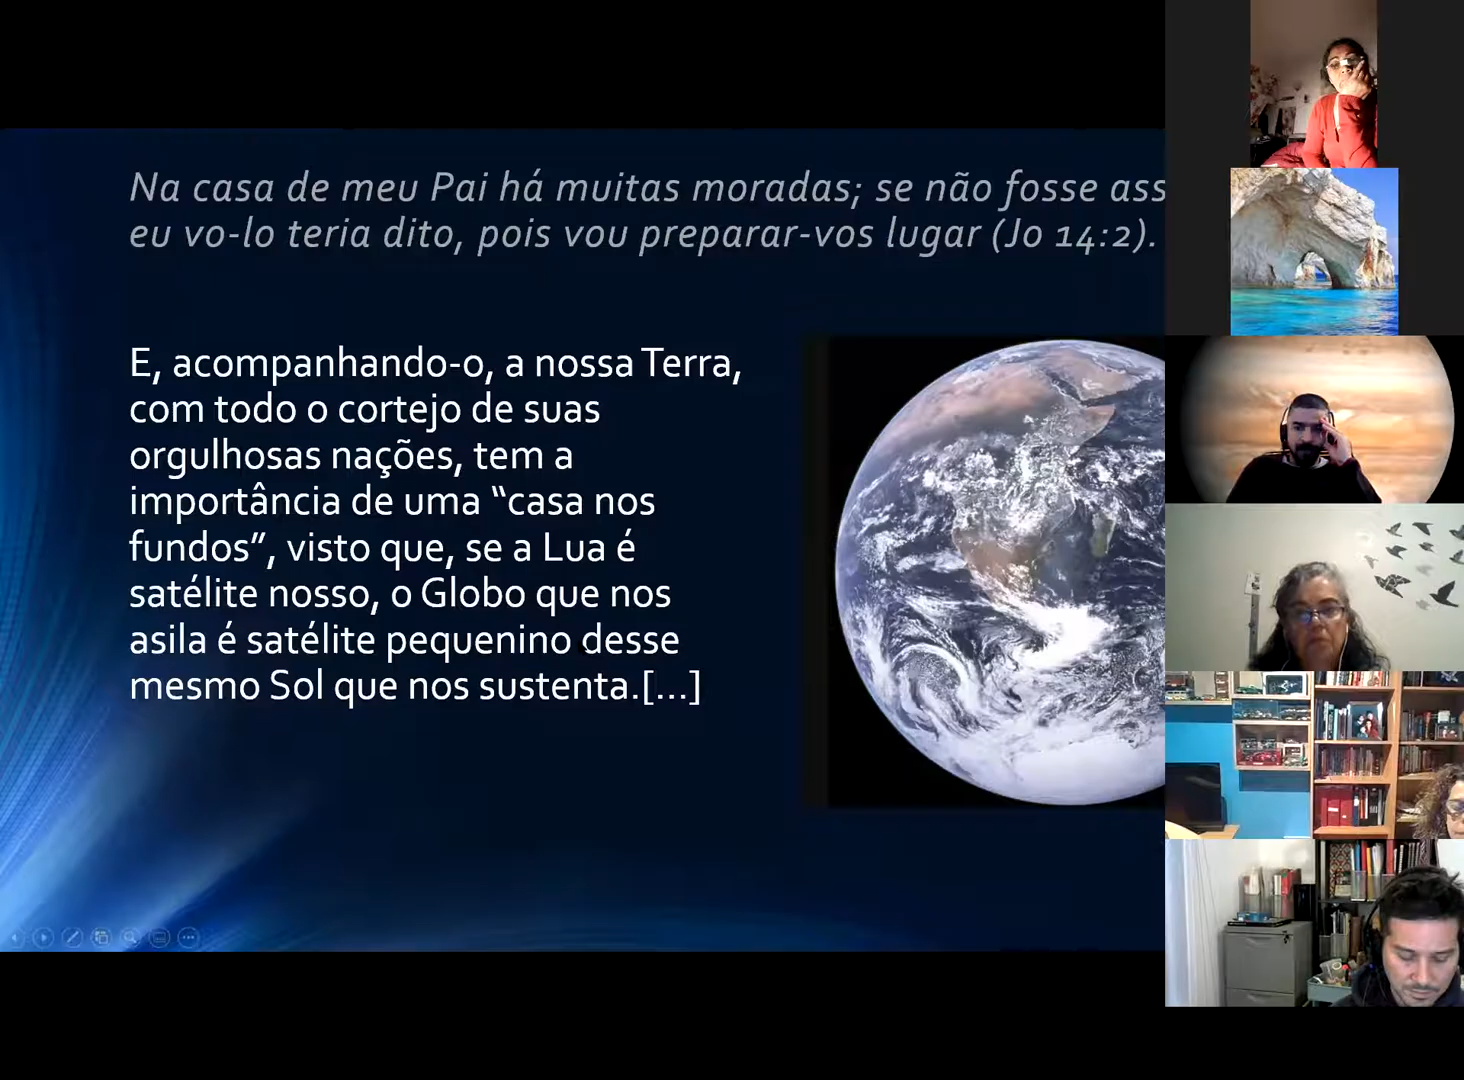 Na casa de meu Pai há muitas moradas; se não fosse ass
eu vo-lo teria dito, pois vou preparar-vos lugar (Jo 14:2).
E, acompanhando-o, a nossa Terra,
com todo o cortejo de suas
orgulhosas nações, tem a
importância de uma “casa nos
fundos”, visto que, se a Lua é
satélite nosso, o Globo que nos
asila é satélite pequenino desse
mesmo Sol que nos sustenta.[...]